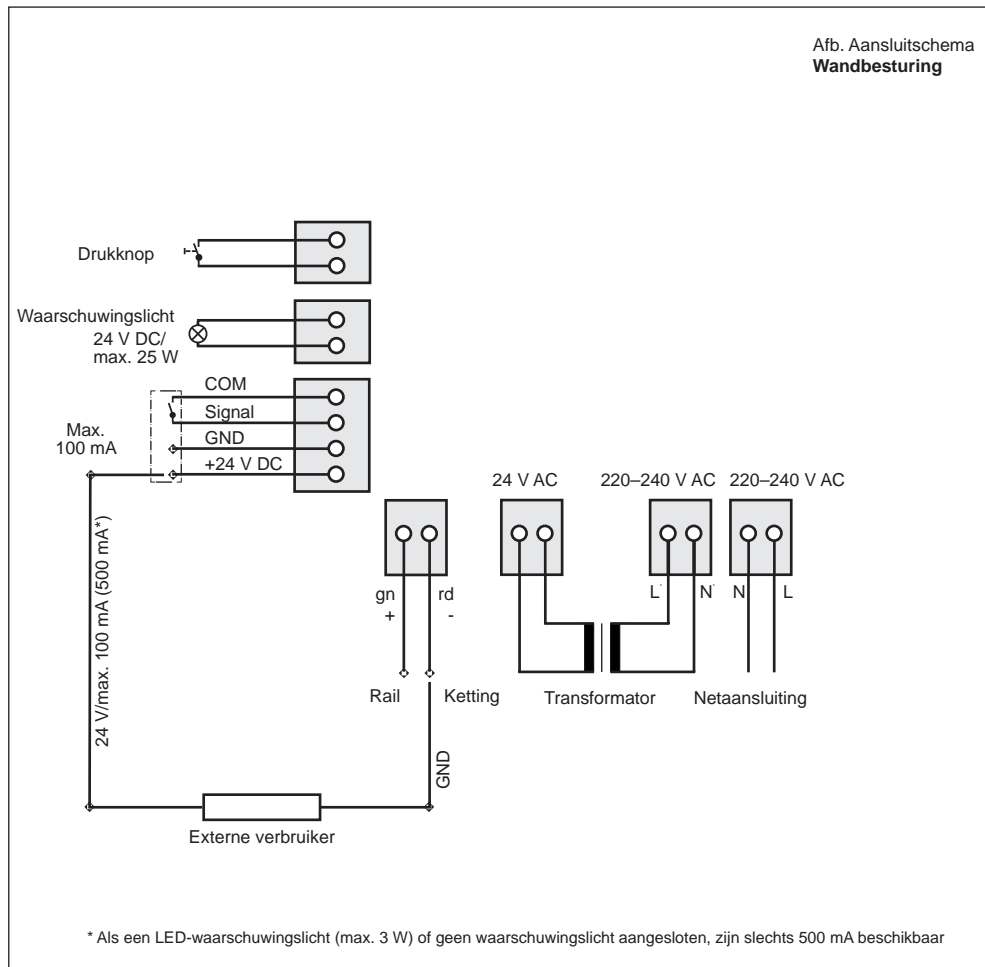 Afb. Aansluitschema
Wandbesturing
Drukknop
Waarschuwingslicht
24 V DC/
max. 25 W
COM
Signal
GND
+24 V DC
Max.
100 mA
24 V AC
220–240 V AC
220–240 V AC
gn
rd
+
-
L`
N`
N
L
Rail
Ketting
Transformator
Netaansluiting
24 V/max. 100 mA (500 mA*)
GND
Externe verbruiker
* Als een LED-waarschuwingslicht (max. 3 W) of geen waarschuwingslicht aangesloten, zijn slechts 500 mA beschikbaar